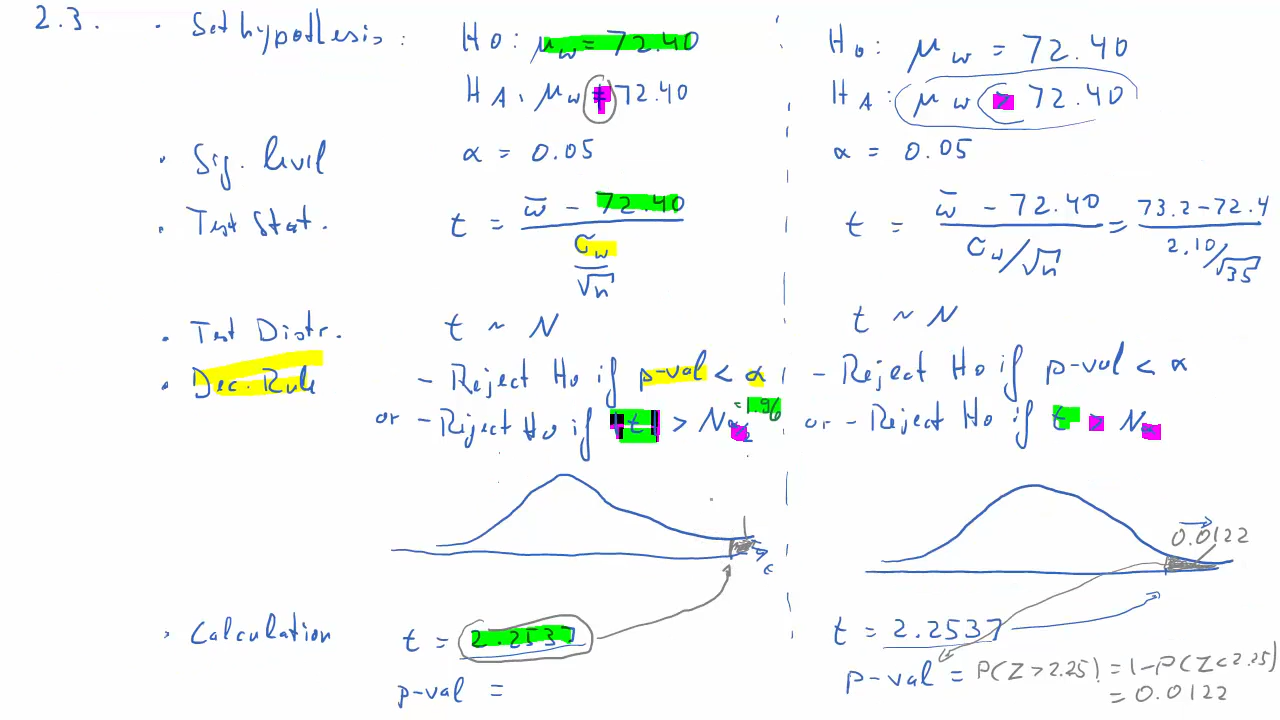 2.3. · Set hypothesis: H0: μw = 72.40 H0: μw = 72.40
HA: μw ≠ 72.40 HA: μw > 72.40
· Sig. level α = 0.05 α = 0.05
· Test Stat. t = (w̄ − 72.40) / (σw / √n) t = (w̄ − 72.40) / (σw/√n) = (73.2 − 72.4) / (2.10/√35)
· Test Distr. t ~ N t ~ N
· Dec. Rule − Reject H0 if p-val < α − Reject H0 if p-val < α
or − Reject H0 if |t| > Nα/2 = 1.96 or − Reject H0 if t > Nα
0.0122
t
· Calculation t = 2.2537 t = 2.2537
p-val = p-val = P(Z > 2.25) = 1 − P(Z < 2.25)
= 0.0122